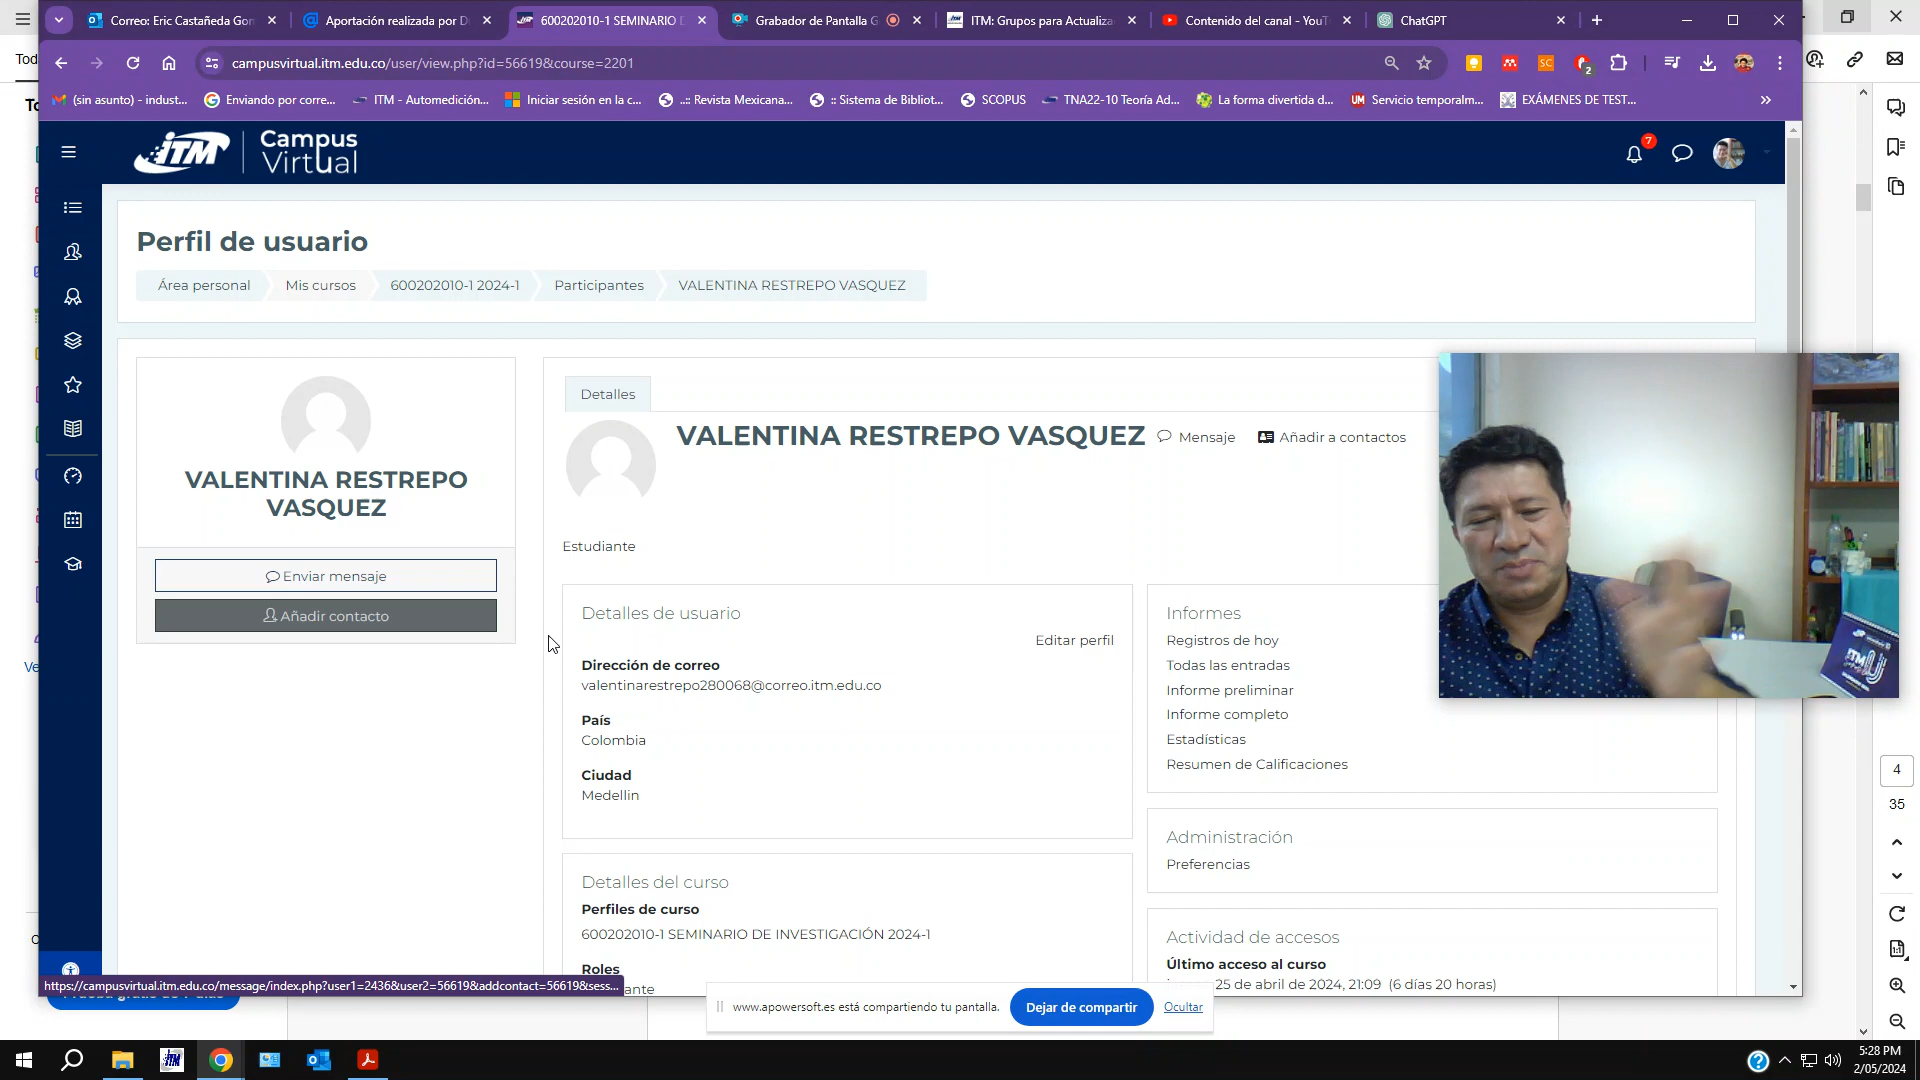 Correo: Eric Castañeda Gon
Aportación realizada por D
600202010-1 SEMINARIO D
Grabador de Pantalla G
ITM: Grupos para Actualiza
Contenido del canal - YouT
ChatGPT
campusvirtual.itm.edu.co/user/view.php?id=56619&course=2201
2
(sin asunto) - indust...
Enviando por corre...
ITM - Automedición...
Iniciar sesión en la c...
..:: Revista Mexicana...
:: Sistema de Bibliot...
SCOPUS
TNA22-10 Teoría Ad...
La forma divertida d...
Servicio temporalm...
EXÁMENES DE TEST...
»
ITM
Campus
Virtual
7
Perfil de usuario
Área personal
Mis cursos
600202010-1 2024-1
Participantes
VALENTINA RESTREPO VASQUEZ
VALENTINA RESTREPO
VASQUEZ
Enviar mensaje
Añadir contacto
Detalles
VALENTINA RESTREPO VASQUEZ
Mensaje
Añadir a contactos
Estudiante
Detalles de usuario
Editar perfil
Dirección de correo
valentinarestrepo280068@correo.itm.edu.co
País
Colombia
Ciudad
Medellin
Detalles del curso
Perfiles de curso
600202010-1 SEMINARIO DE INVESTIGACIÓN 2024-1
Roles
Informes
Registros de hoy
Todas las entradas
Informe preliminar
Informe completo
Estadísticas
Resumen de Calificaciones
Administración
Preferencias
Actividad de accesos
Último acceso al curso
25 de abril de 2024, 21:09 (6 días 20 horas)
https://campusvirtual.itm.edu.co/message/index.php?user1=2436&user2=56619&addcontact=56619&sess...
www.apowersoft.es está compartiendo tu pantalla.
Dejar de compartir
Ocultar
4
35
5:28 PM
2/05/2024